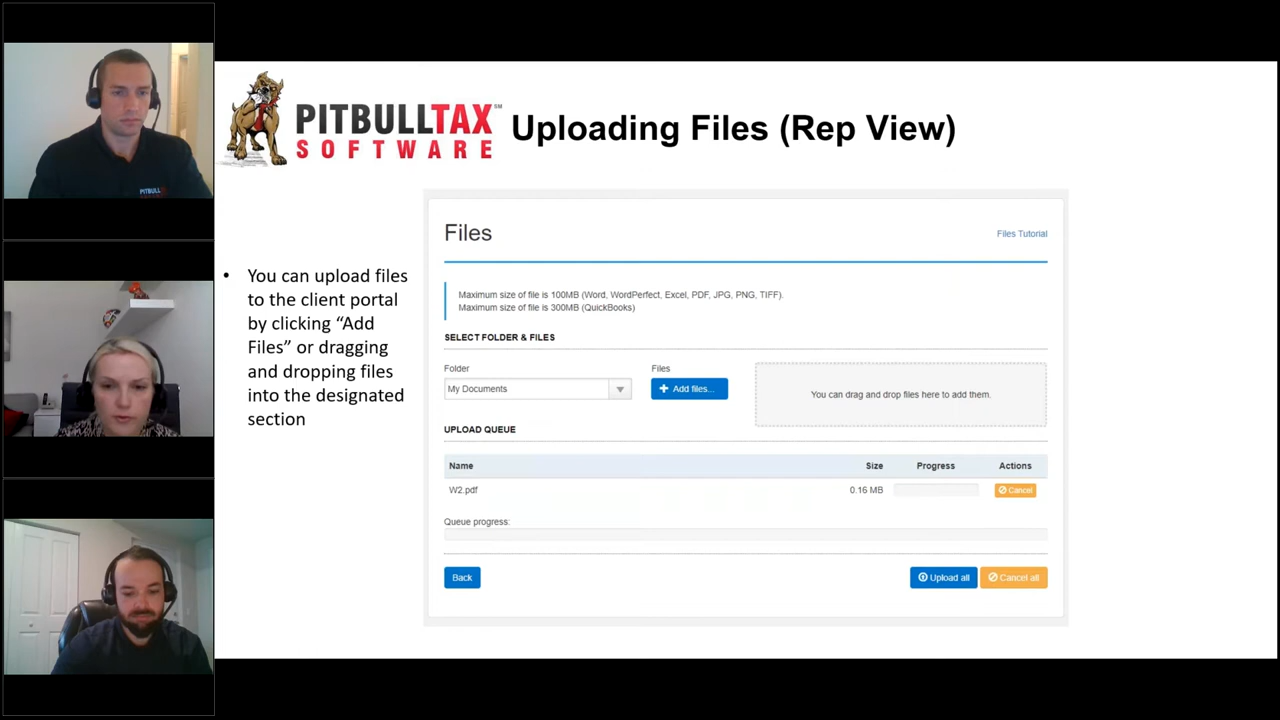 PITBULLTAX SM
SOFTWARE
Uploading Files (Rep View)
• You can upload files
to the client portal
by clicking “Add
Files” or dragging
and dropping files
into the designated
section
Files
Files Tutorial
Maximum size of file is 100MB (Word, WordPerfect, Excel, PDF, JPG, PNG, TIFF).
Maximum size of file is 300MB (QuickBooks)
SELECT FOLDER & FILES
Folder
Files
My Documents
Add files...
You can drag and drop files here to add them.
UPLOAD QUEUE
Name Size Progress Actions
W2.pdf 0.16 MB Cancel
Queue progress:
Back
Upload all
Cancel all
PITBULL